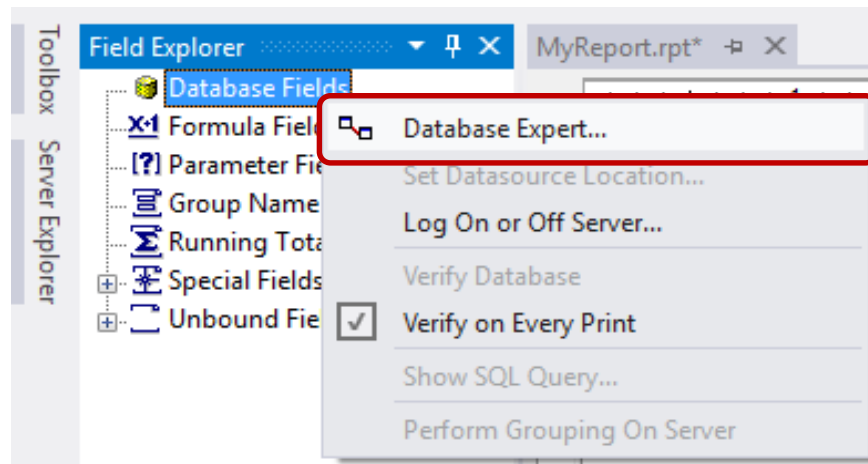 Toolbox
Server Explorer
Field Explorer
Database Fields
Formula Fiel
Parameter Fie
Group Name
Running Tota
Special Fields
Unbound Fie
MyReport.rpt*
Database Expert...
Set Datasource Location...
Log On or Off Server...
Verify Database
Verify on Every Print
Show SQL Query...
Perform Grouping On Server